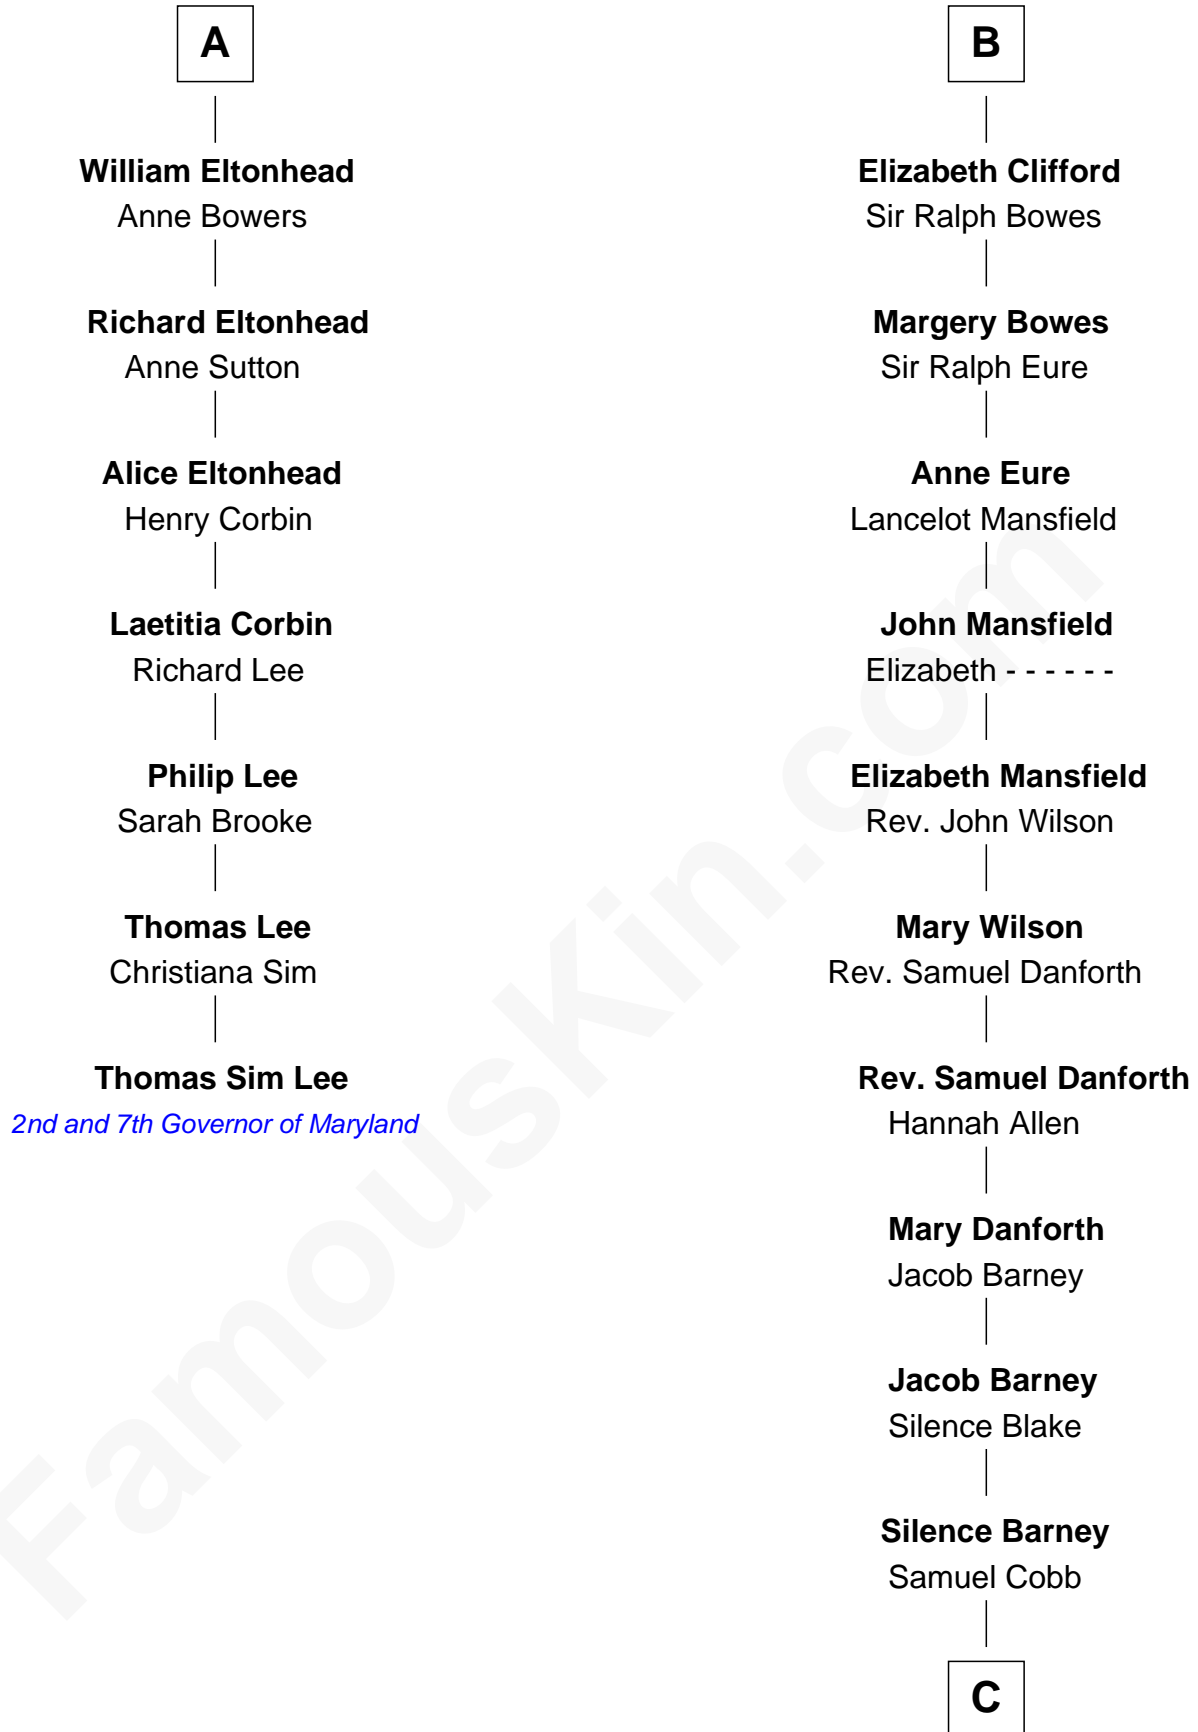 A
William Eltonhead
Anne Bowers
Richard Eltonhead
Anne Sutton
Alice Eltonhead
Henry Corbin
Laetitia Corbin
Richard Lee
Philip Lee
Sarah Brooke
Thomas Lee
Christiana Sim
Thomas Sim Lee
2nd and 7th Governor of Maryland
B
Elizabeth Clifford
Sir Ralph Bowes
Margery Bowes
Sir Ralph Eure
Anne Eure
Lancelot Mansfield
John Mansfield
Elizabeth - - - - - -
Elizabeth Mansfield
Rev. John Wilson
Mary Wilson
Rev. Samuel Danforth
Rev. Samuel Danforth
Hannah Allen
Mary Danforth
Jacob Barney
Jacob Barney
Silence Blake
Silence Barney
Samuel Cobb
C
FamousKin.com